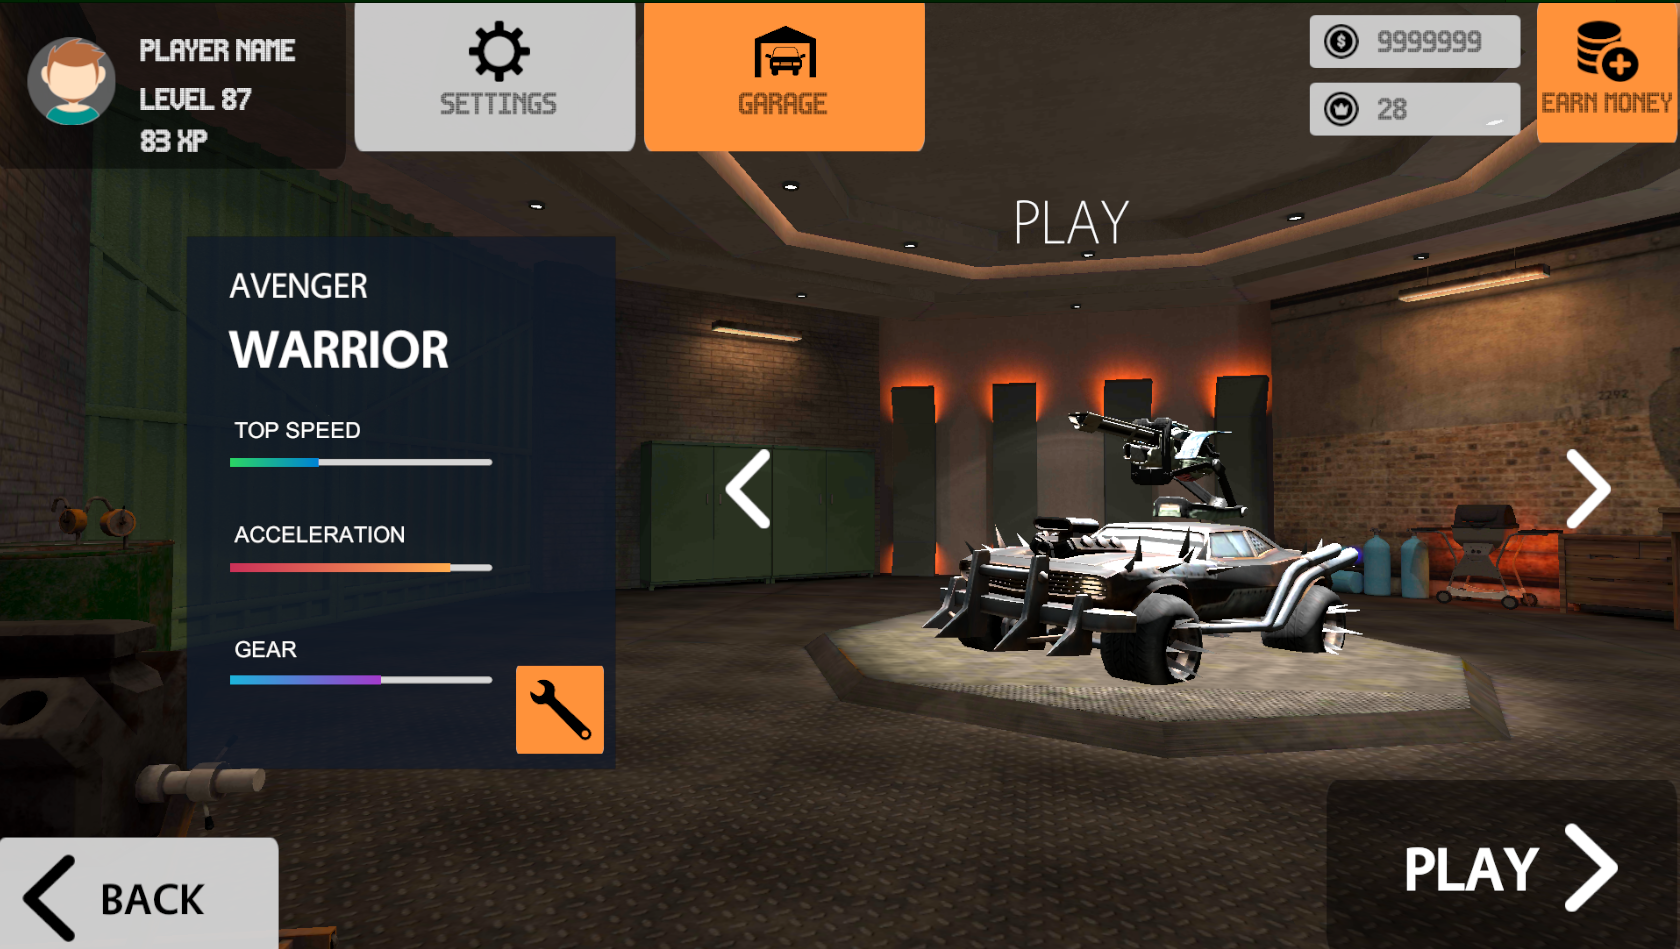 PLAYER NAME
LEVEL 87
83 XP
SETTINGS
GARAGE
9999999
28
EARN MONEY
PLAY
AVENGER
WARRIOR
TOP SPEED
ACCELERATION
GEAR
2292
BACK
PLAY